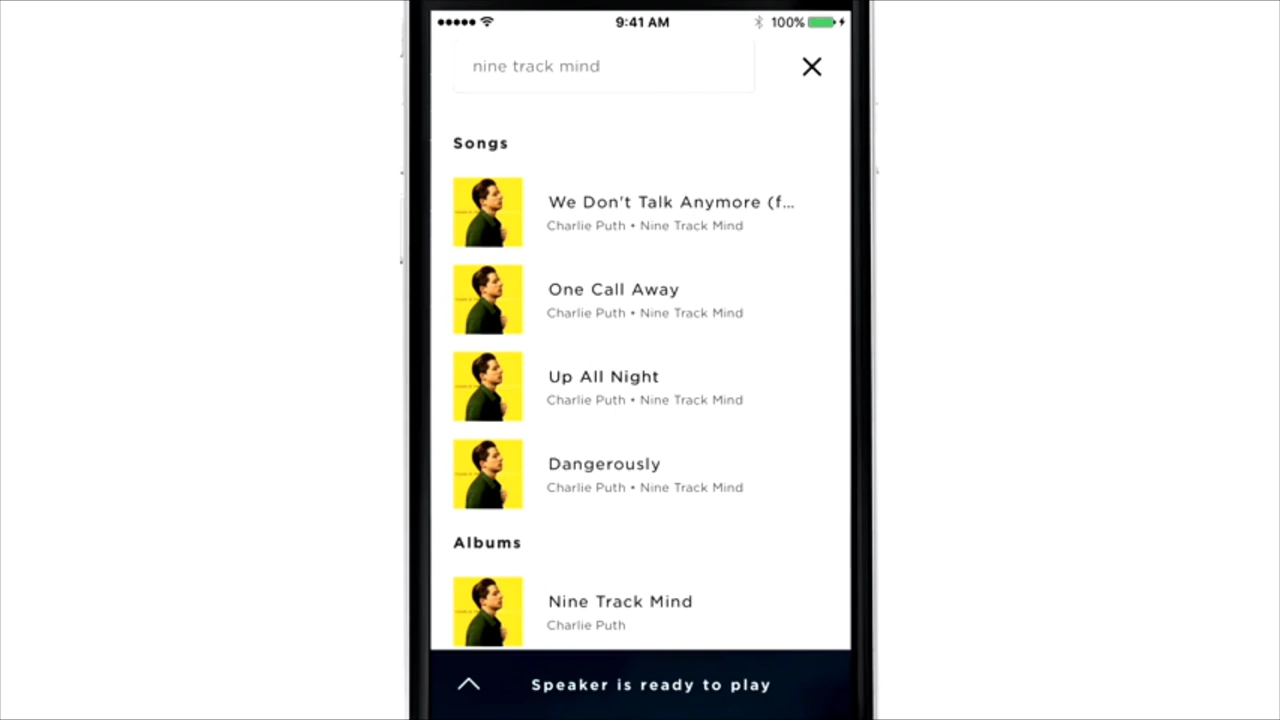 9:41 AM 100%
nine track mind
Songs
We Don't Talk Anymore (f...
Charlie Puth • Nine Track Mind
One Call Away
Charlie Puth • Nine Track Mind
Up All Night
Charlie Puth • Nine Track Mind
Dangerously
Charlie Puth • Nine Track Mind
Albums
Nine Track Mind
Charlie Puth
Speaker is ready to play